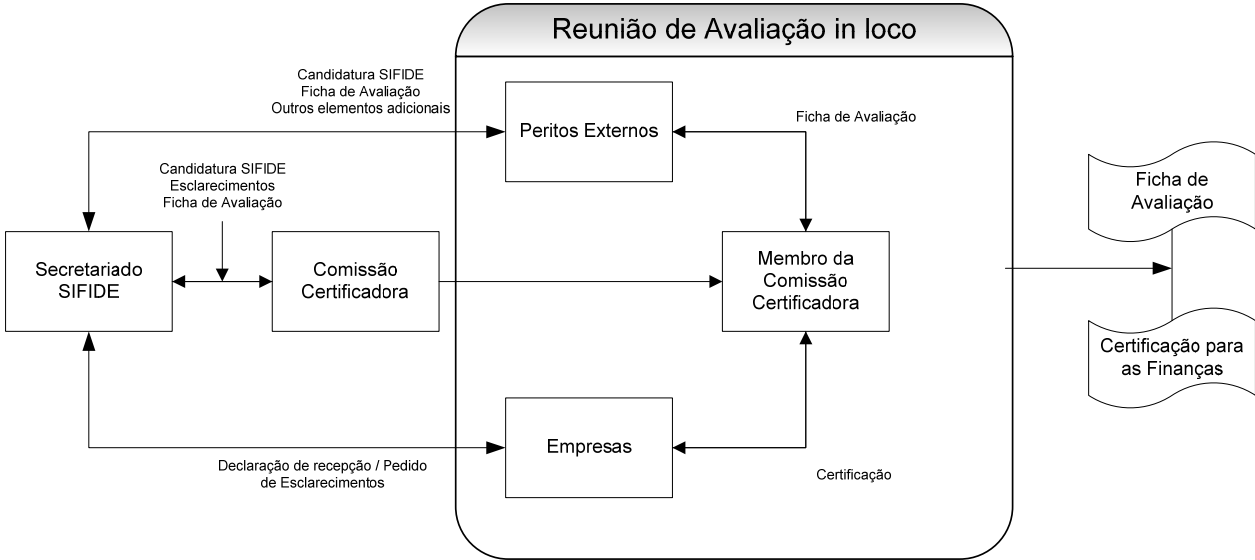 Reunião de Avaliação in loco
Candidatura SIFIDE
Ficha de Avaliação
Outros elementos adicionais
Peritos Externos
Ficha de Avaliação
Candidatura SIFIDE
Esclarecimentos
Ficha de Avaliação
Ficha de
Avaliação
Secretariado
SIFIDE
Comissão
Certificadora
Membro da
Comissão
Certificadora
Certificação para
as Finanças
Empresas
Declaração de recepção / Pedido
de Esclarecimentos
Certificação